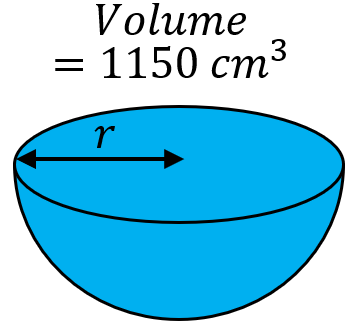 Volume
= 1150 cm³
r